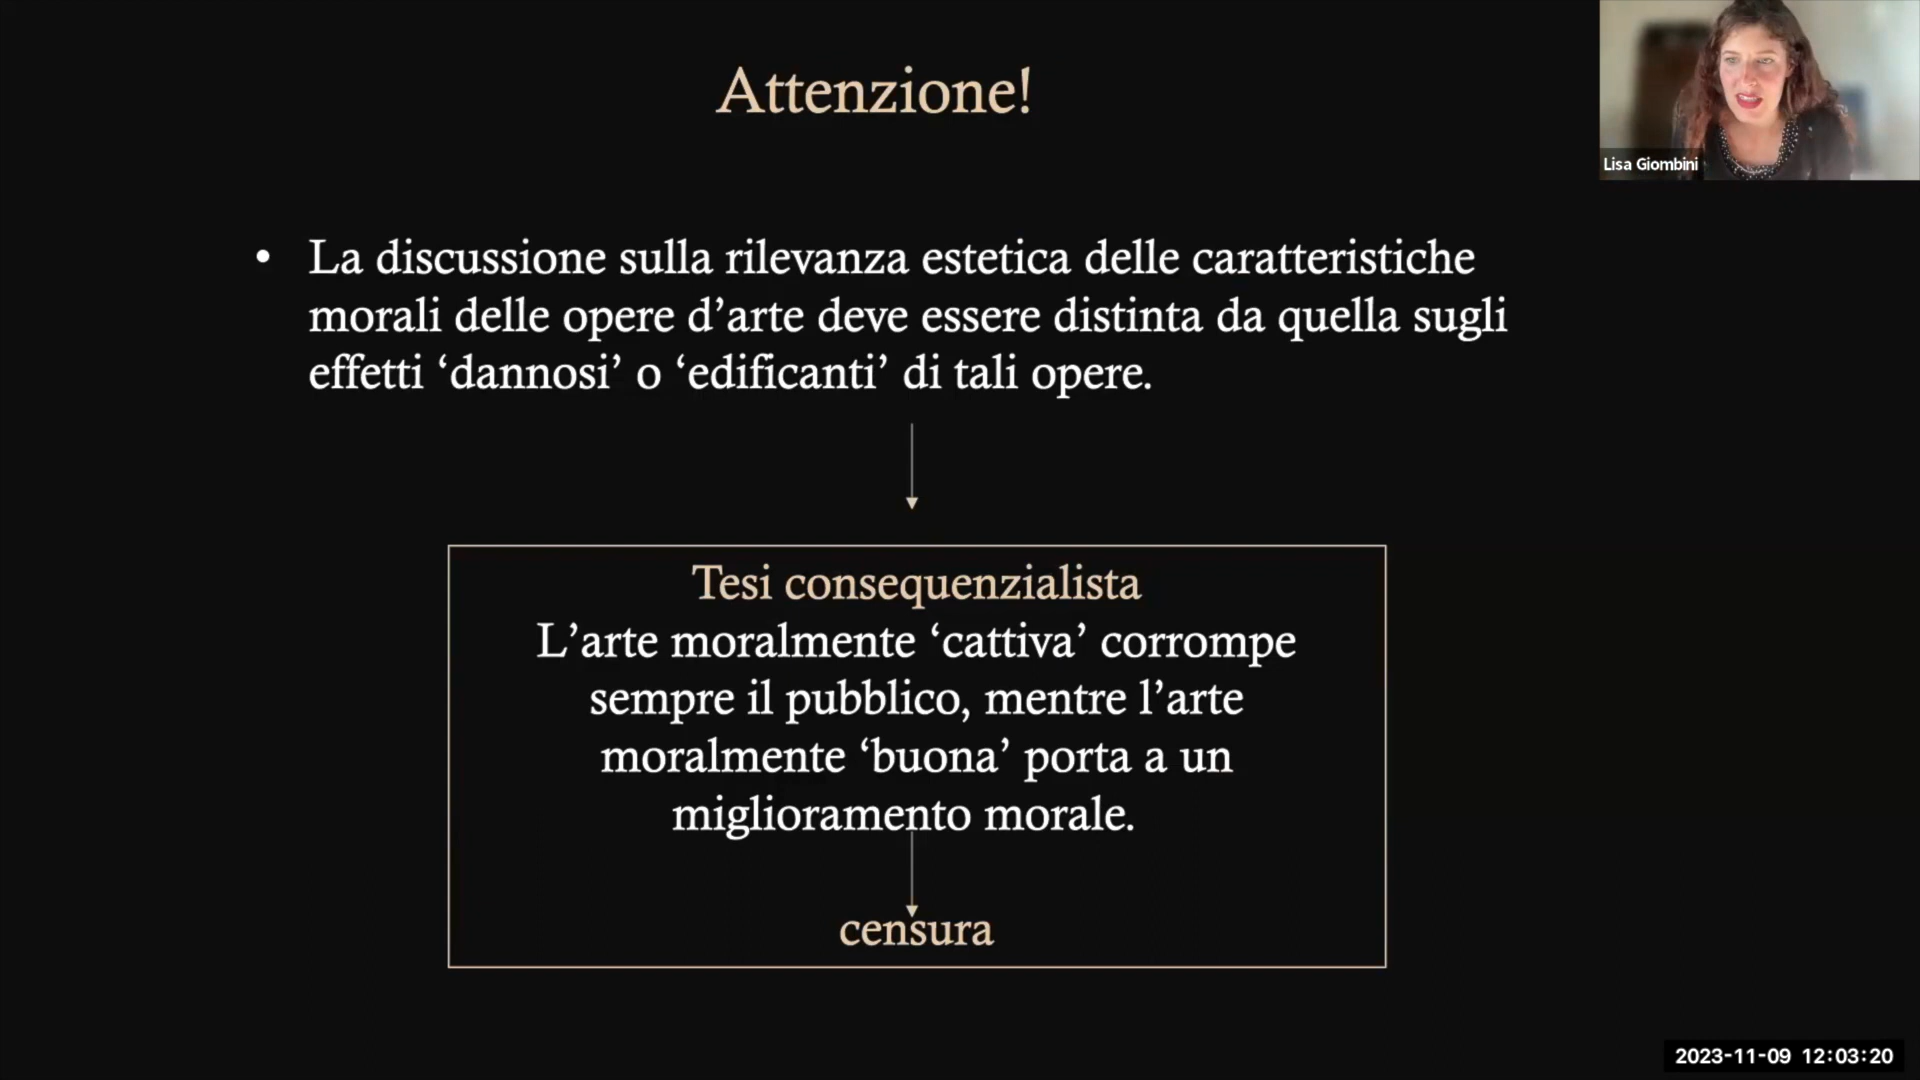 Attenzione!
Lisa Giombini
• La discussione sulla rilevanza estetica delle caratteristiche
morali delle opere d’arte deve essere distinta da quella sugli
effetti ‘dannosi’ o ‘edificanti’ di tali opere.
Tesi consequenzialista
L’arte moralmente ‘cattiva’ corrompe
sempre il pubblico, mentre l’arte
moralmente ‘buona’ porta a un
miglioramento morale.
censura
2023-11-09 12:03:20